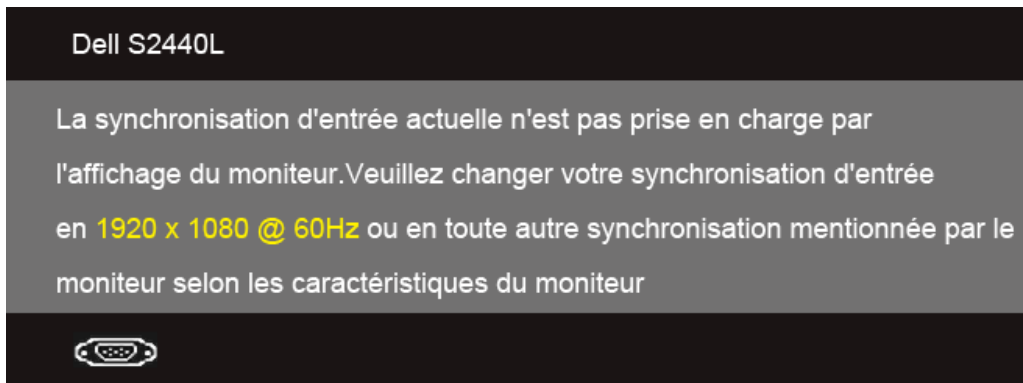 Dell S2440L
La synchronisation d'entrée actuelle n'est pas prise en charge par
l'affichage du moniteur.Veuillez changer votre synchronisation d'entrée
en 1920 x 1080 @ 60Hz ou en toute autre synchronisation mentionnée par le
moniteur selon les caractéristiques du moniteur